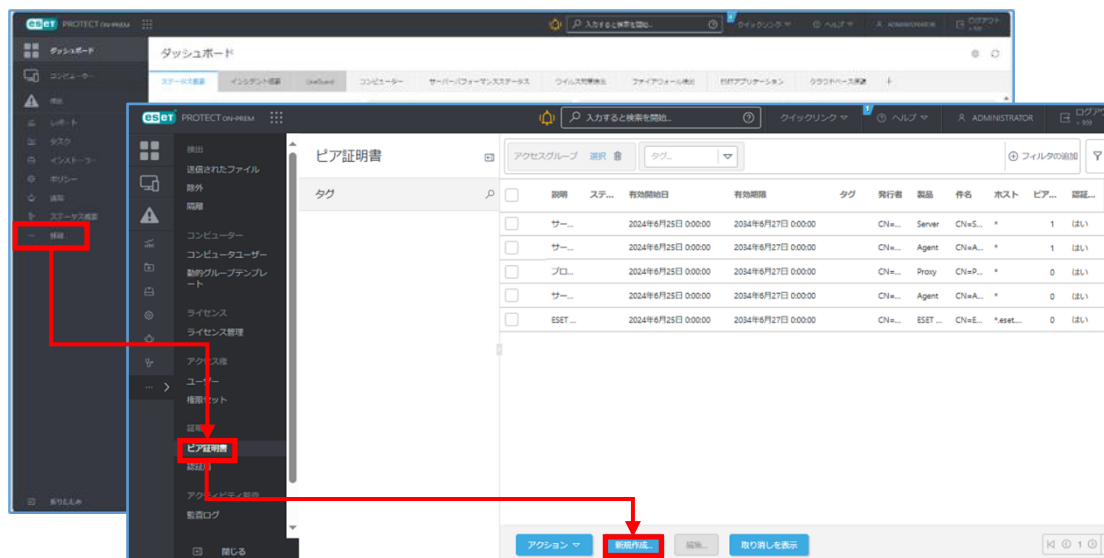 eset PROTECT ON-PREM
入力すると検索を開始...
クイックリンク
ヘルプ
ADMINISTRATOR
ログアウト
ダッシュボード
ダッシュボード
ステータス概要 インシデント概要 LiveGuard コンピューター サーバーパフォーマンスステータス ウイルス対策検出 ファイアウォール検出 ESETアプリケーション クラウドベース保護 +
コンピューター
検出
レポート
タスク
インストーラー
ポリシー
通知
ステータス概要
詳細...
折りたたみ
eset PROTECT ON-PREM
入力すると検索を開始...
クイックリンク
1
ヘルプ
ADMINISTRATOR
検出
送信されたファイル
除外
隔離
コンピューター
コンピュータユーザー
動的グループテンプレ
ート
ライセンス
ライセンス管理
アクセス権
ユーザー
権限セット
ピア証明書
監査ログ
閉じる
ピア証明書
タグ
アクセスグループ 選択
タグ...
フィルタの追加
説明 ステ... 有効開始日 有効期限 タグ 発行者 製品 件名 ホスト ピア... 認証...
サー... 2024年6月25日 0:00:00 2034年6月27日 0:00:00 CN=... Server CN=S... * 1 はい
サー... 2024年6月25日 0:00:00 2034年6月27日 0:00:00 CN=... Agent CN=A... * 1 はい
プロ... 2024年6月25日 0:00:00 2034年6月27日 0:00:00 CN=... Proxy CN=P... * 0 はい
サー... 2024年6月25日 0:00:00 2034年6月27日 0:00:00 CN=... Agent CN=A... * 0 はい
ESET ... 2024年6月25日 0:00:00 2034年6月27日 0:00:00 CN=... ESET ... CN=E... *.eset.... 0 はい
アクション 新規作成... 編集... 取り消しを表示
1